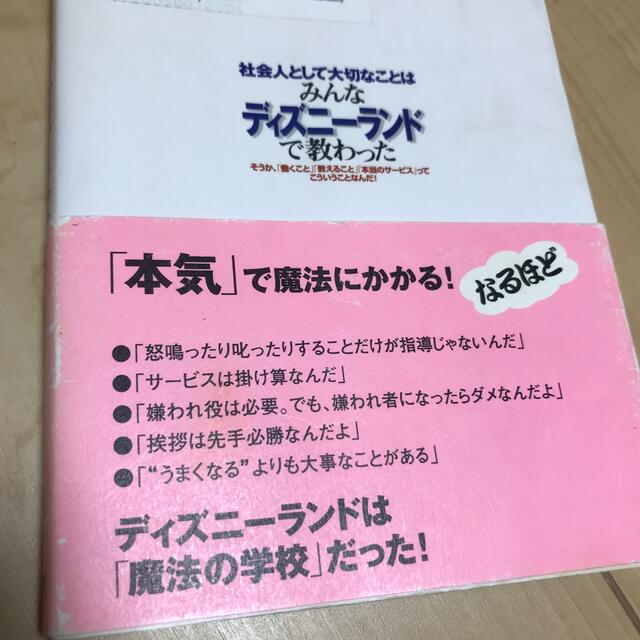 社会人として大切なことは
みんな
ディズニーランド
で教わった
そうか、「働くこと」「教えること」「本当のサービス」って
こういうことなんだ！
「本気」で魔法にかかる！
なるほど
●「怒鳴ったり叱ったりすることだけが指導じゃないんだ」
●「サービスは掛け算なんだ」
●「嫌われ役は必要。でも、嫌われ者になったらダメなんだよ」
●「挨拶は先手必勝なんだよ」
●「“うまくなる”よりも大事なことがある」
ディズニーランドは
「魔法の学校」だった！